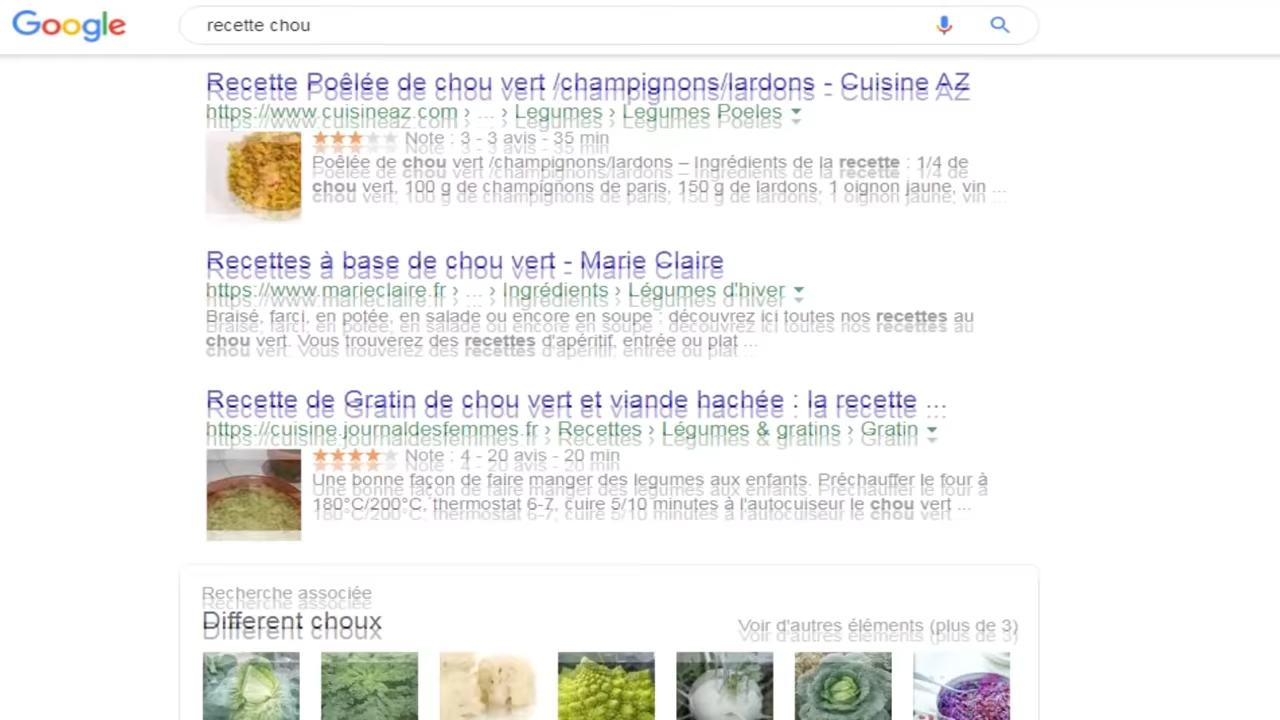 Google
recette chou
Recette Poêlée de chou vert /champignons/lardons - Cuisine AZ
https://www.cuisineaz.com › ... › Legumes › Legumes Poeles
Note : 3 - 3 avis - 35 min
Poêlée de chou vert /champignons/lardons – Ingrédients de la recette : 1/4 de
chou vert, 100 g de champignons de paris, 150 g de lardons, 1 oignon jaune, vin ...
Recettes à base de chou vert - Marie Claire
https://www.marieclaire.fr › ... › Ingrédients › Légumes d'hiver
Braisé, farci, en potée, en salade ou encore en soupe : découvrez ici toutes nos recettes au
chou vert. Vous trouverez des recettes d'apéritif, entrée ou plat ...
Recette de Gratin de chou vert et viande hachée : la recette ...
https://cuisine.journaldesfemmes.fr › Recettes › Légumes & gratins › Gratin
Note : 4 - 20 avis - 20 min
Une bonne façon de faire manger des legumes aux enfants. Préchauffer le four à
180°C/200°C, thermostat 6-7, cuire 5/10 minutes à l'autocuiseur le chou vert ...
Recherche associée
Different choux
Voir d'autres éléments (plus de 3)